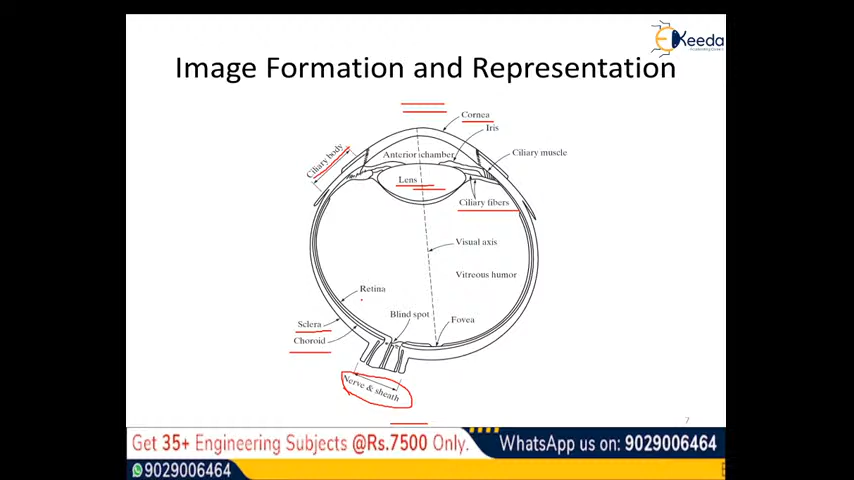 EKeeda
Image Formation and Representation
Cornea
Iris
Ciliary body
Anterior chamber
Ciliary muscle
Lens
Ciliary fibers
Visual axis
Vitreous humor
Retina
Blind spot
Fovea
Sclera
Choroid
Nerve & sheath
7
Get 35+ Engineering Subjects @Rs.7500 Only.
WhatsApp us on: 9029006464
9029006464